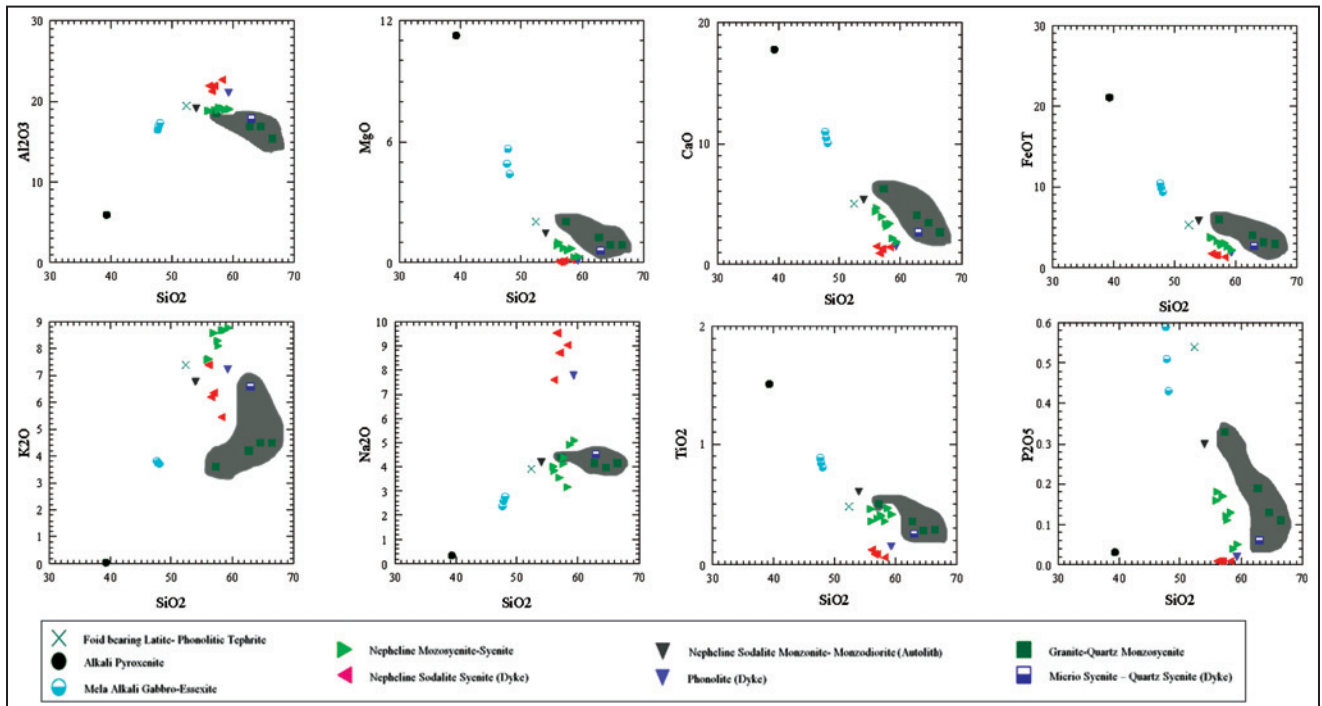 30
20
10
0
Al2O3
30 40 50 60 70
SiO2
12
6
0
MgO
30 40 50 60 70
SiO2
20
10
0
CaO
30 40 50 60 70
SiO2
30
20
10
0
FeOT
30 40 50 60 70
SiO2
9
8
7
6
5
4
3
2
1
0
K2O
30 40 50 60 70
SiO2
10
9
8
7
6
5
4
3
2
1
0
Na2O
30 40 50 60 70
SiO2
2
1
0
TiO2
30 40 50 60 70
SiO2
0.6
0.5
0.4
0.3
0.2
0.1
0.0
P2O5
30 40 50 60 70
SiO2
Foid bearing Latite- Phonolitic Tephrite
Alkali Pyroxenite
Mela Alkali Gabbro-Essexite
Nepheline Mozosyenite-Syenite
Nepheline Sodalite Syenite (Dyke)
Nepheline Sodalite Monzonite- Monzodiorite (Autolith)
Phonolite (Dyke)
Granite-Quartz Monzosyenite
Micrio Syenite – Quartz Syenite (Dyke)